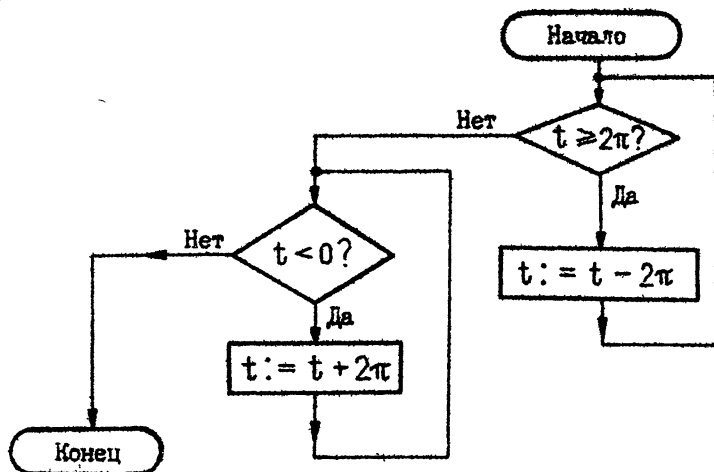 Начало
t ≥ 2π?
Нет
Да
t := t − 2π
t < 0?
Нет
Да
t := t + 2π
Конец